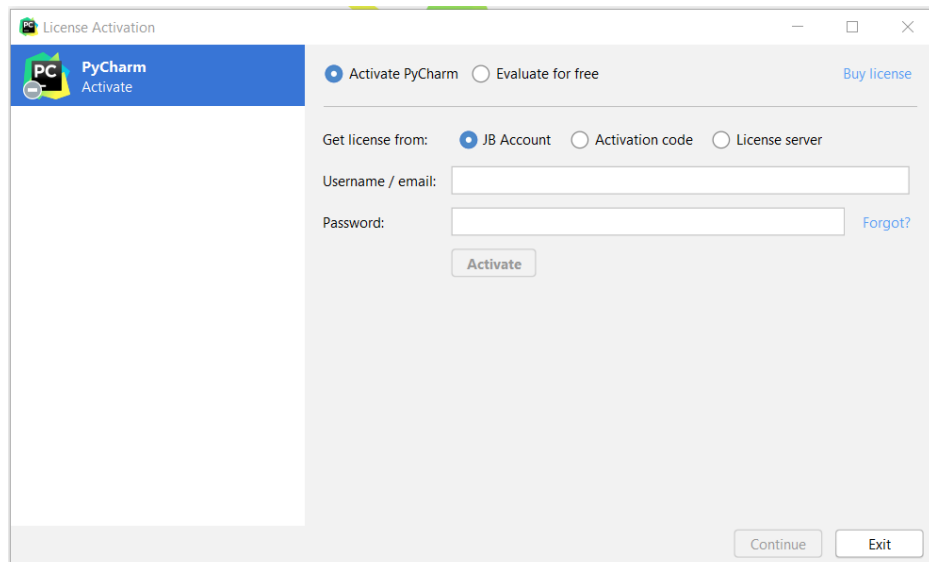 PC License Activation
PC PyCharm
Activate
Activate PyCharm Evaluate for free Buy license
Get license from: JB Account Activation code License server
Username / email:
Password: Forgot?
Activate
Continue Exit